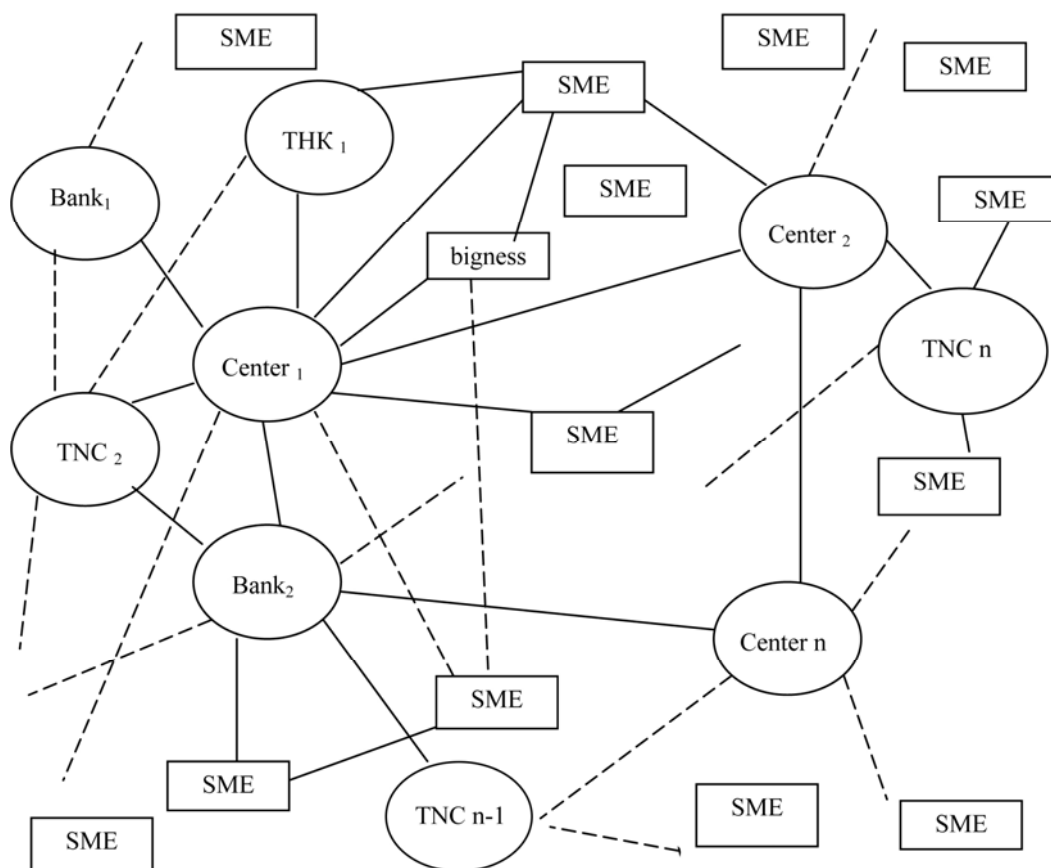 SME
SME
SME
SME
SME
THK 1
Bank1
SME
SME
Center 2
bigness
TNC n
Center 1
SME
TNC 2
SME
Bank2
Center n
SME
SME
SME
TNC n-1
SME
SME